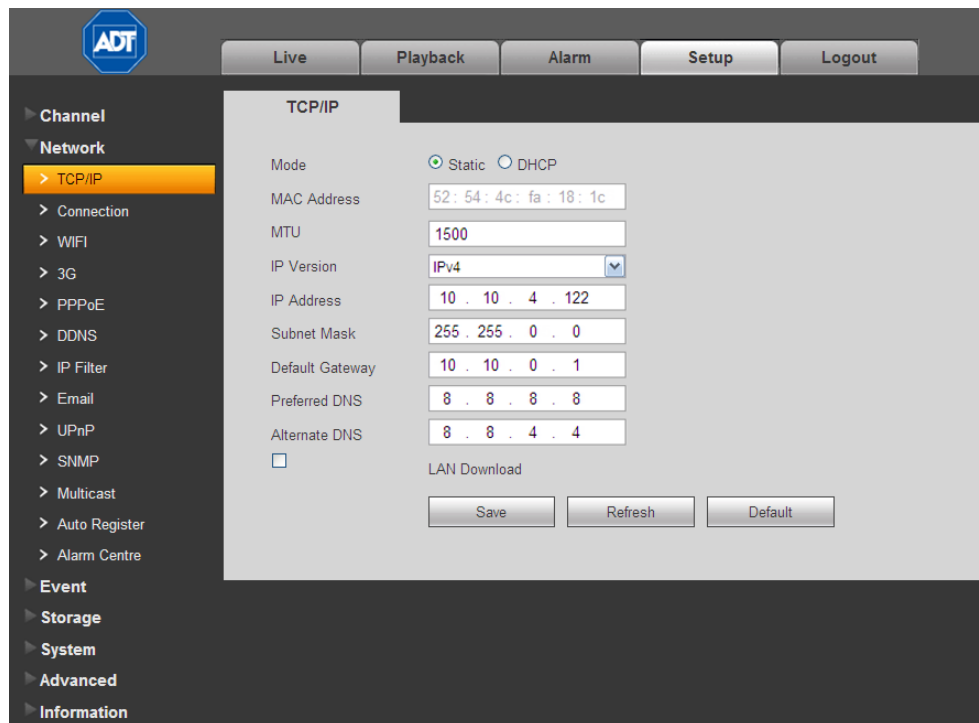 ADT
Live Playback Alarm Setup Logout
Channel
Network
> TCP/IP
> Connection
> WIFI
> 3G
> PPPoE
> DDNS
> IP Filter
> Email
> UPnP
> SNMP
> Multicast
> Auto Register
> Alarm Centre
Event
Storage
System
Advanced
Information
TCP/IP
Mode Static DHCP
MAC Address 52 : 54 : 4c : fa : 18 : 1c
MTU 1500
IP Version IPv4
IP Address 10 . 10 . 4 . 122
Subnet Mask 255 . 255 . 0 . 0
Default Gateway 10 . 10 . 0 . 1
Preferred DNS 8 . 8 . 8 . 8
Alternate DNS 8 . 8 . 4 . 4
LAN Download
Save Refresh Default